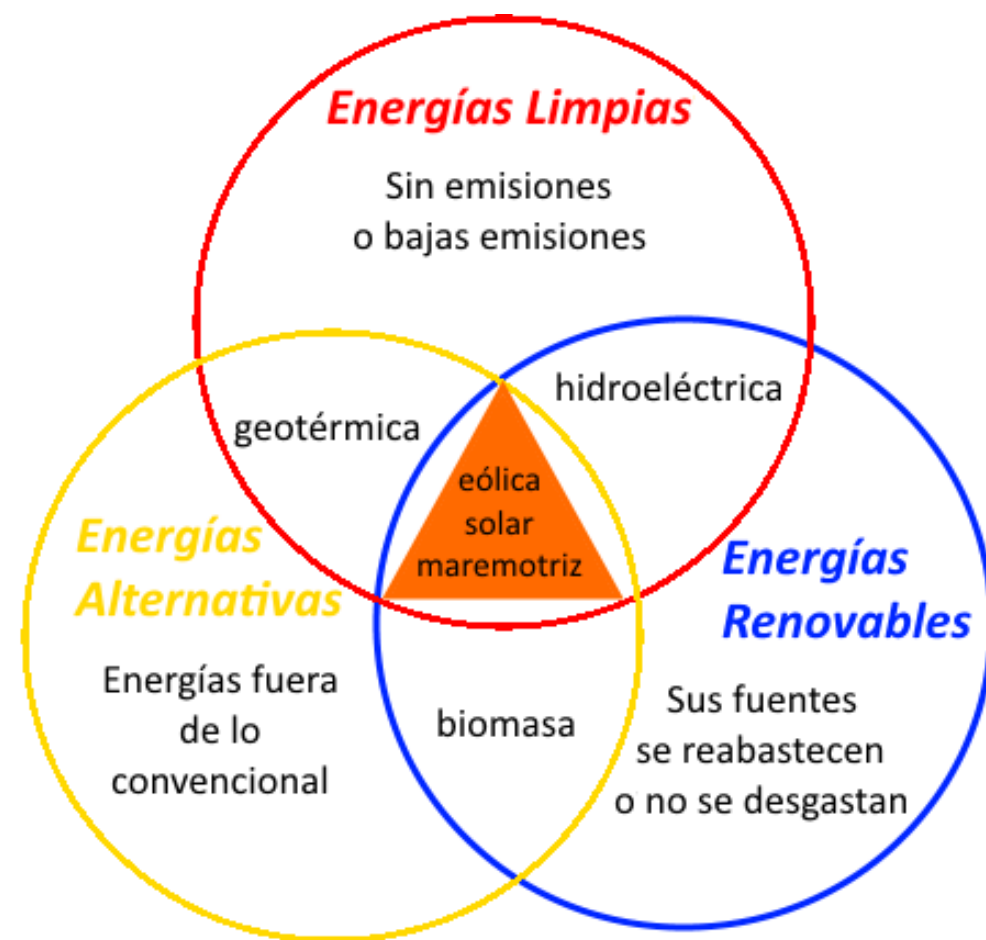 Energías Limpias
Sin emisiones
o bajas emisiones
hidroeléctrica
geotérmica
eólica
solar
maremotriz
Energías
Alternativas
Energías fuera
de lo
convencional
biomasa
Energías
Renovables
Sus fuentes
se reabastecen
o no se desgastan